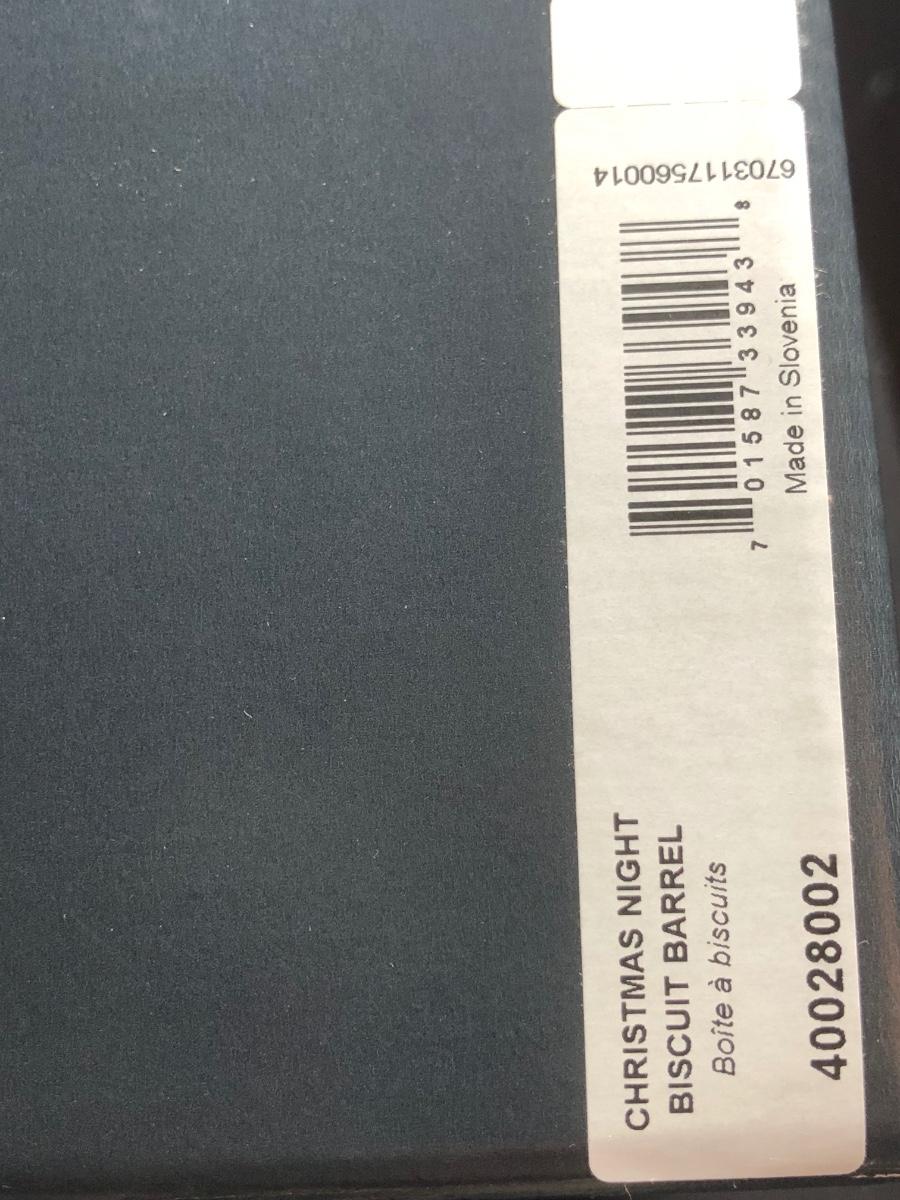 CHRISTMAS NIGHT
BISCUIT BARREL
Boîte à biscuits
40028002
6703117560014
7 01587 33943 8
Made in Slovenia